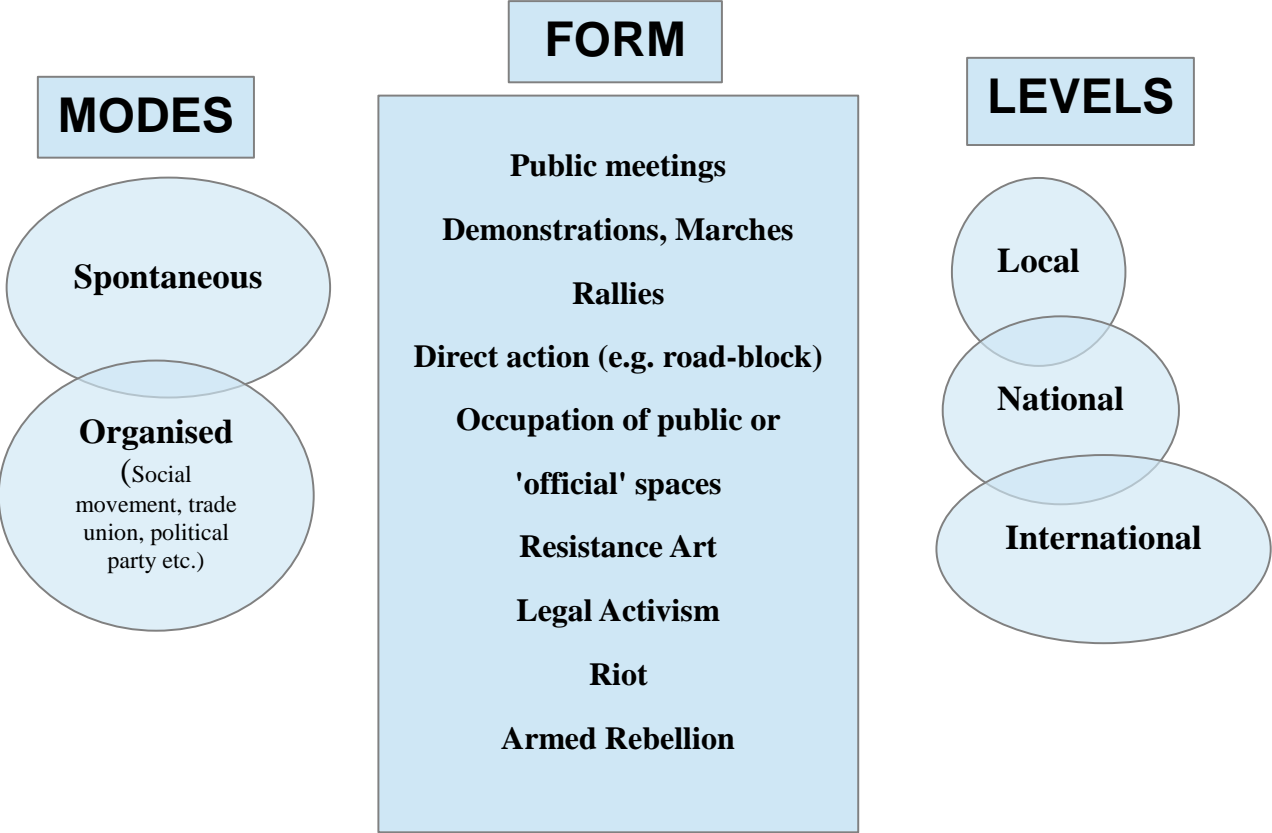 MODES
Spontaneous
Organised
(Social
movement, trade
union, political
party etc.)
FORM
Public meetings
Demonstrations, Marches
Rallies
Direct action (e.g. road-block)
Occupation of public or
'official' spaces
Resistance Art
Legal Activism
Riot
Armed Rebellion
LEVELS
Local
National
International